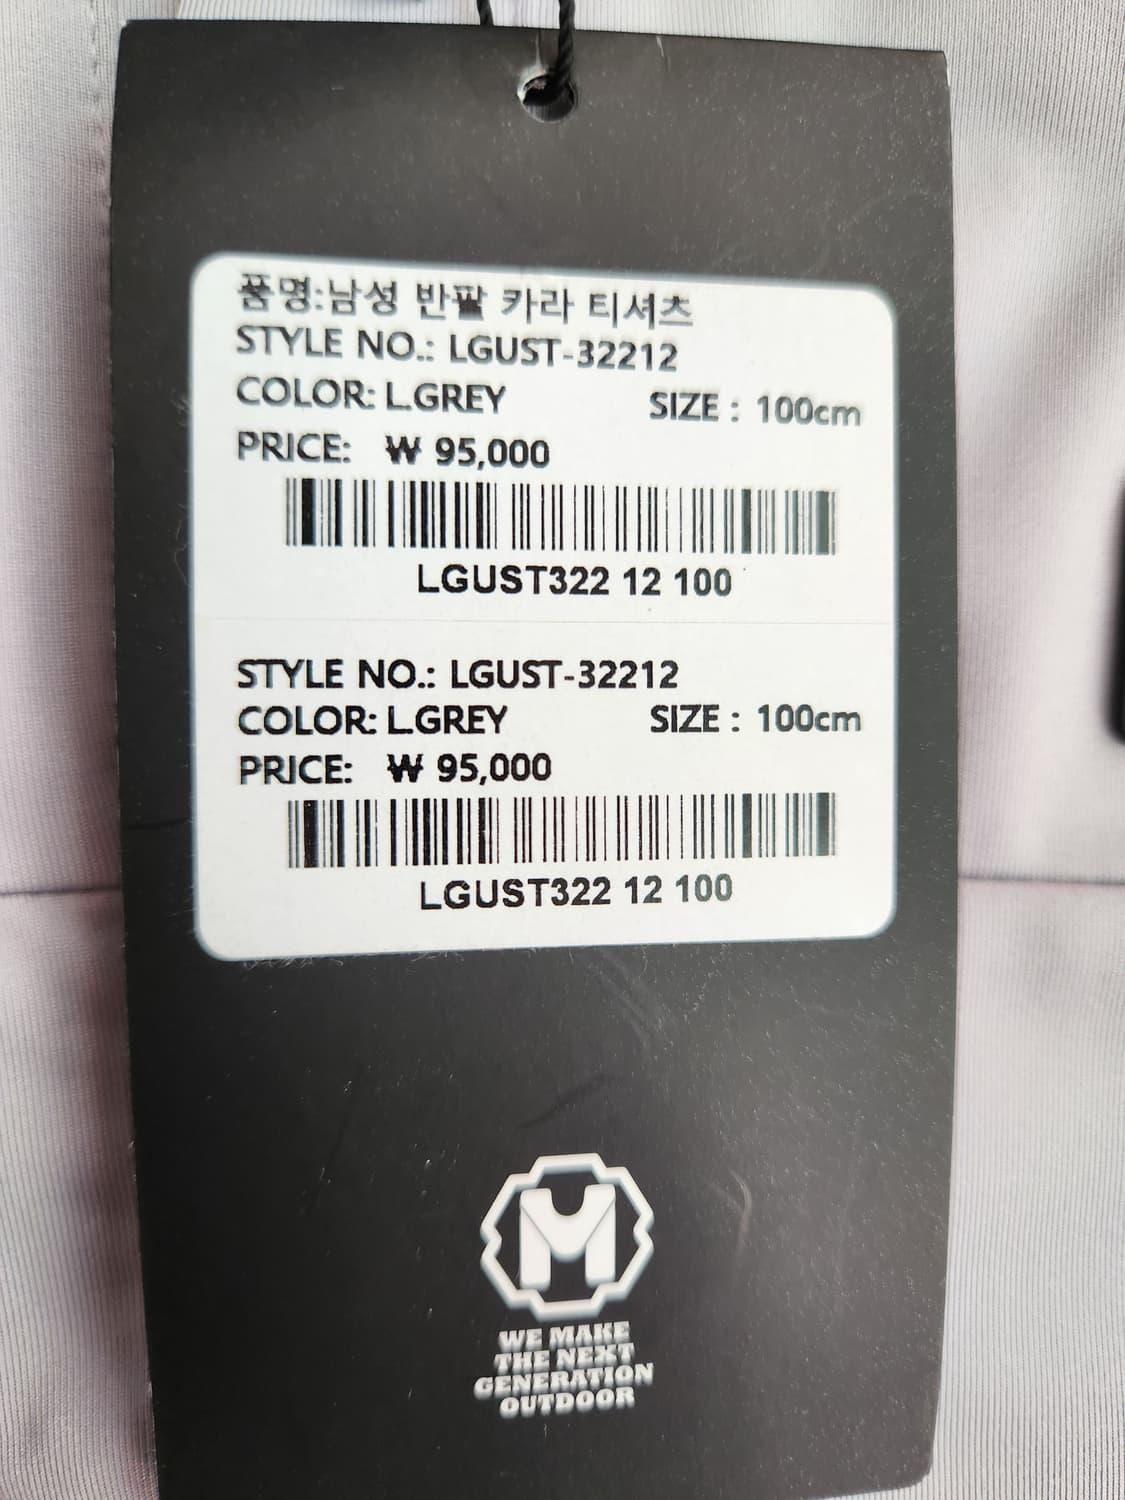 품명:남성 반팔 카라 티셔츠
STYLE NO.: LGUST-32212
COLOR: L.GREY SIZE : 100cm
PRICE: ₩ 95,000
LGUST322 12 100
STYLE NO.: LGUST-32212
COLOR: L.GREY SIZE : 100cm
PRICE: ₩ 95,000
LGUST322 12 100
M
WE MAKE
THE NEXT
GENERATION
OUTDOOR